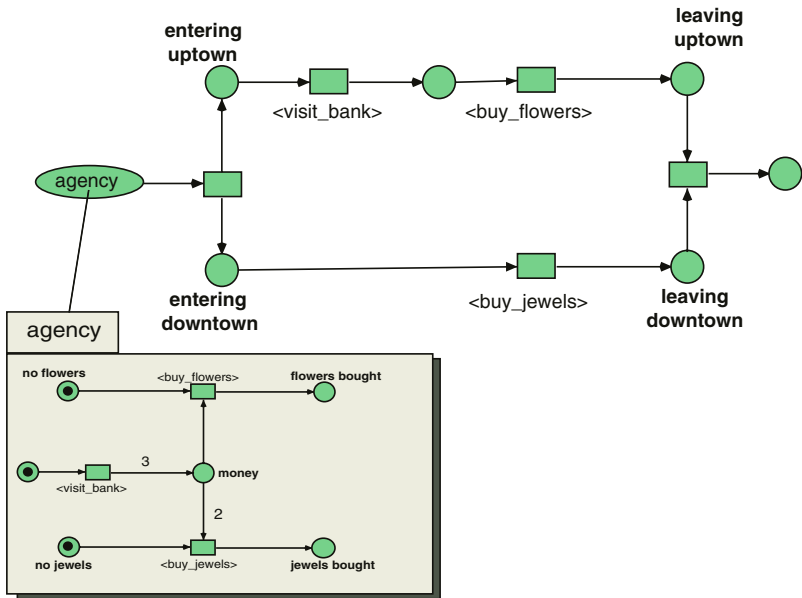 entering
uptown
leaving
uptown
<visit_bank>
<buy_flowers>
agency
entering
downtown
<buy_jewels>
leaving
downtown
agency
no flowers
<buy_flowers>
flowers bought
3
money
<visit_bank>
2
no jewels
<buy_jewels>
jewels bought